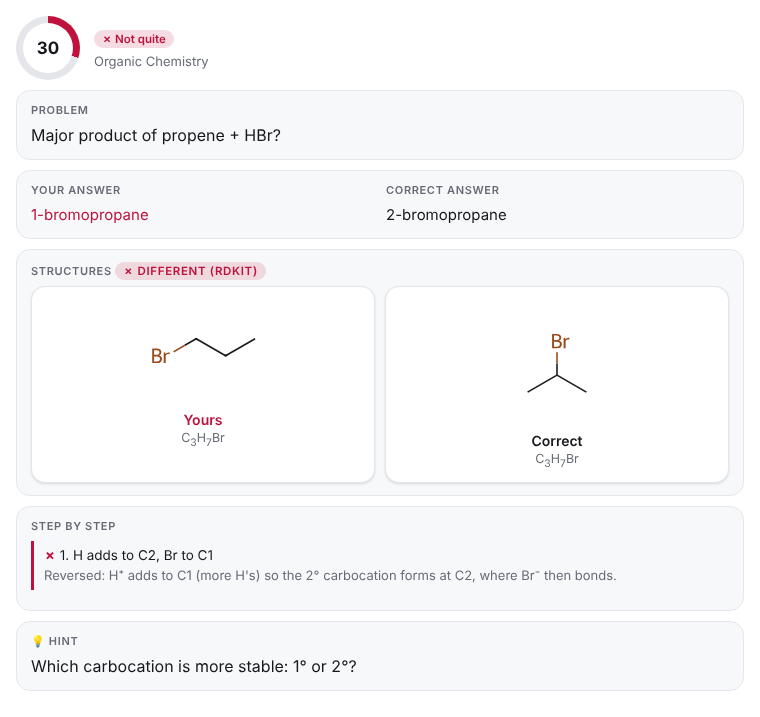 30
× Not quite
Organic Chemistry
PROBLEM
Major product of propene + HBr?
YOUR ANSWER
1-bromopropane
CORRECT ANSWER
2-bromopropane
STRUCTURES × DIFFERENT (RDKIT)
Br
Yours
C₃H₇Br
Br
Correct
C₃H₇Br
STEP BY STEP
× 1. H adds to C2, Br to C1
Reversed: H⁺ adds to C1 (more H's) so the 2° carbocation forms at C2, where Br⁻ then bonds.
💡 HINT
Which carbocation is more stable: 1° or 2°?